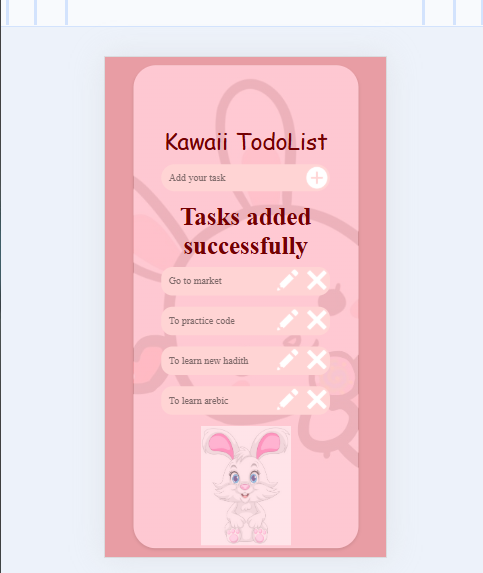 Kawaii TodoList
Add your task
Tasks added
successfully
Go to market
To practice code
To learn new hadith
To learn arebic